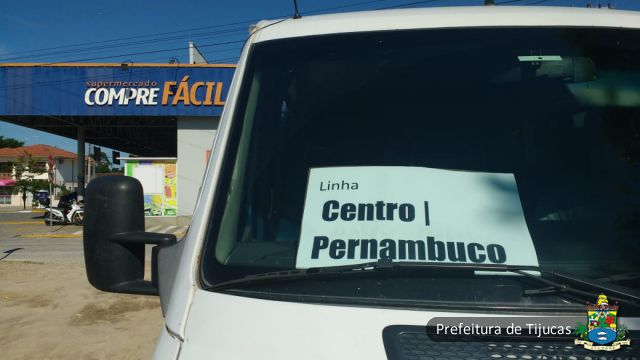 supermercado
COMPRE FÁCIL
Linha
Centro |
Pernambuco
Prefeitura de Tijucas